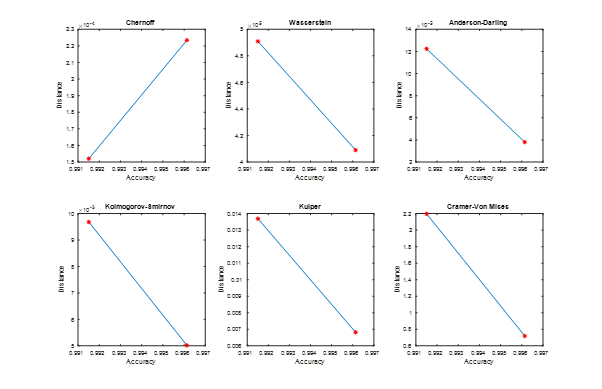 Chernoff
2.3
2.2
2.1
2
1.9
1.8
1.7
1.6
1.5
Distance
0.991 0.992 0.993 0.994 0.995 0.996 0.997
Accuracy
Wasserstein
5
4.8
4.6
4.4
4.2
4
Distance
0.991 0.992 0.993 0.994 0.995 0.996 0.997
Accuracy
Anderson-Darling
14
12
10
8
6
4
2
Distance
0.991 0.992 0.993 0.994 0.995 0.996 0.997
Accuracy
Kolmogorov-Smirnov
×10⁻³
10
9
8
7
6
5
Distance
0.991 0.992 0.993 0.994 0.995 0.996 0.997
Accuracy
Kuiper
0.014
0.013
0.012
0.011
0.01
0.009
0.008
0.007
0.006
Distance
0.991 0.992 0.993 0.994 0.995 0.996 0.997
Accuracy
Cramer-Von Mises
2.2
2
1.8
1.6
1.4
1.2
1
0.8
0.6
Distance
0.991 0.992 0.993 0.994 0.995 0.996 0.997
Accuracy